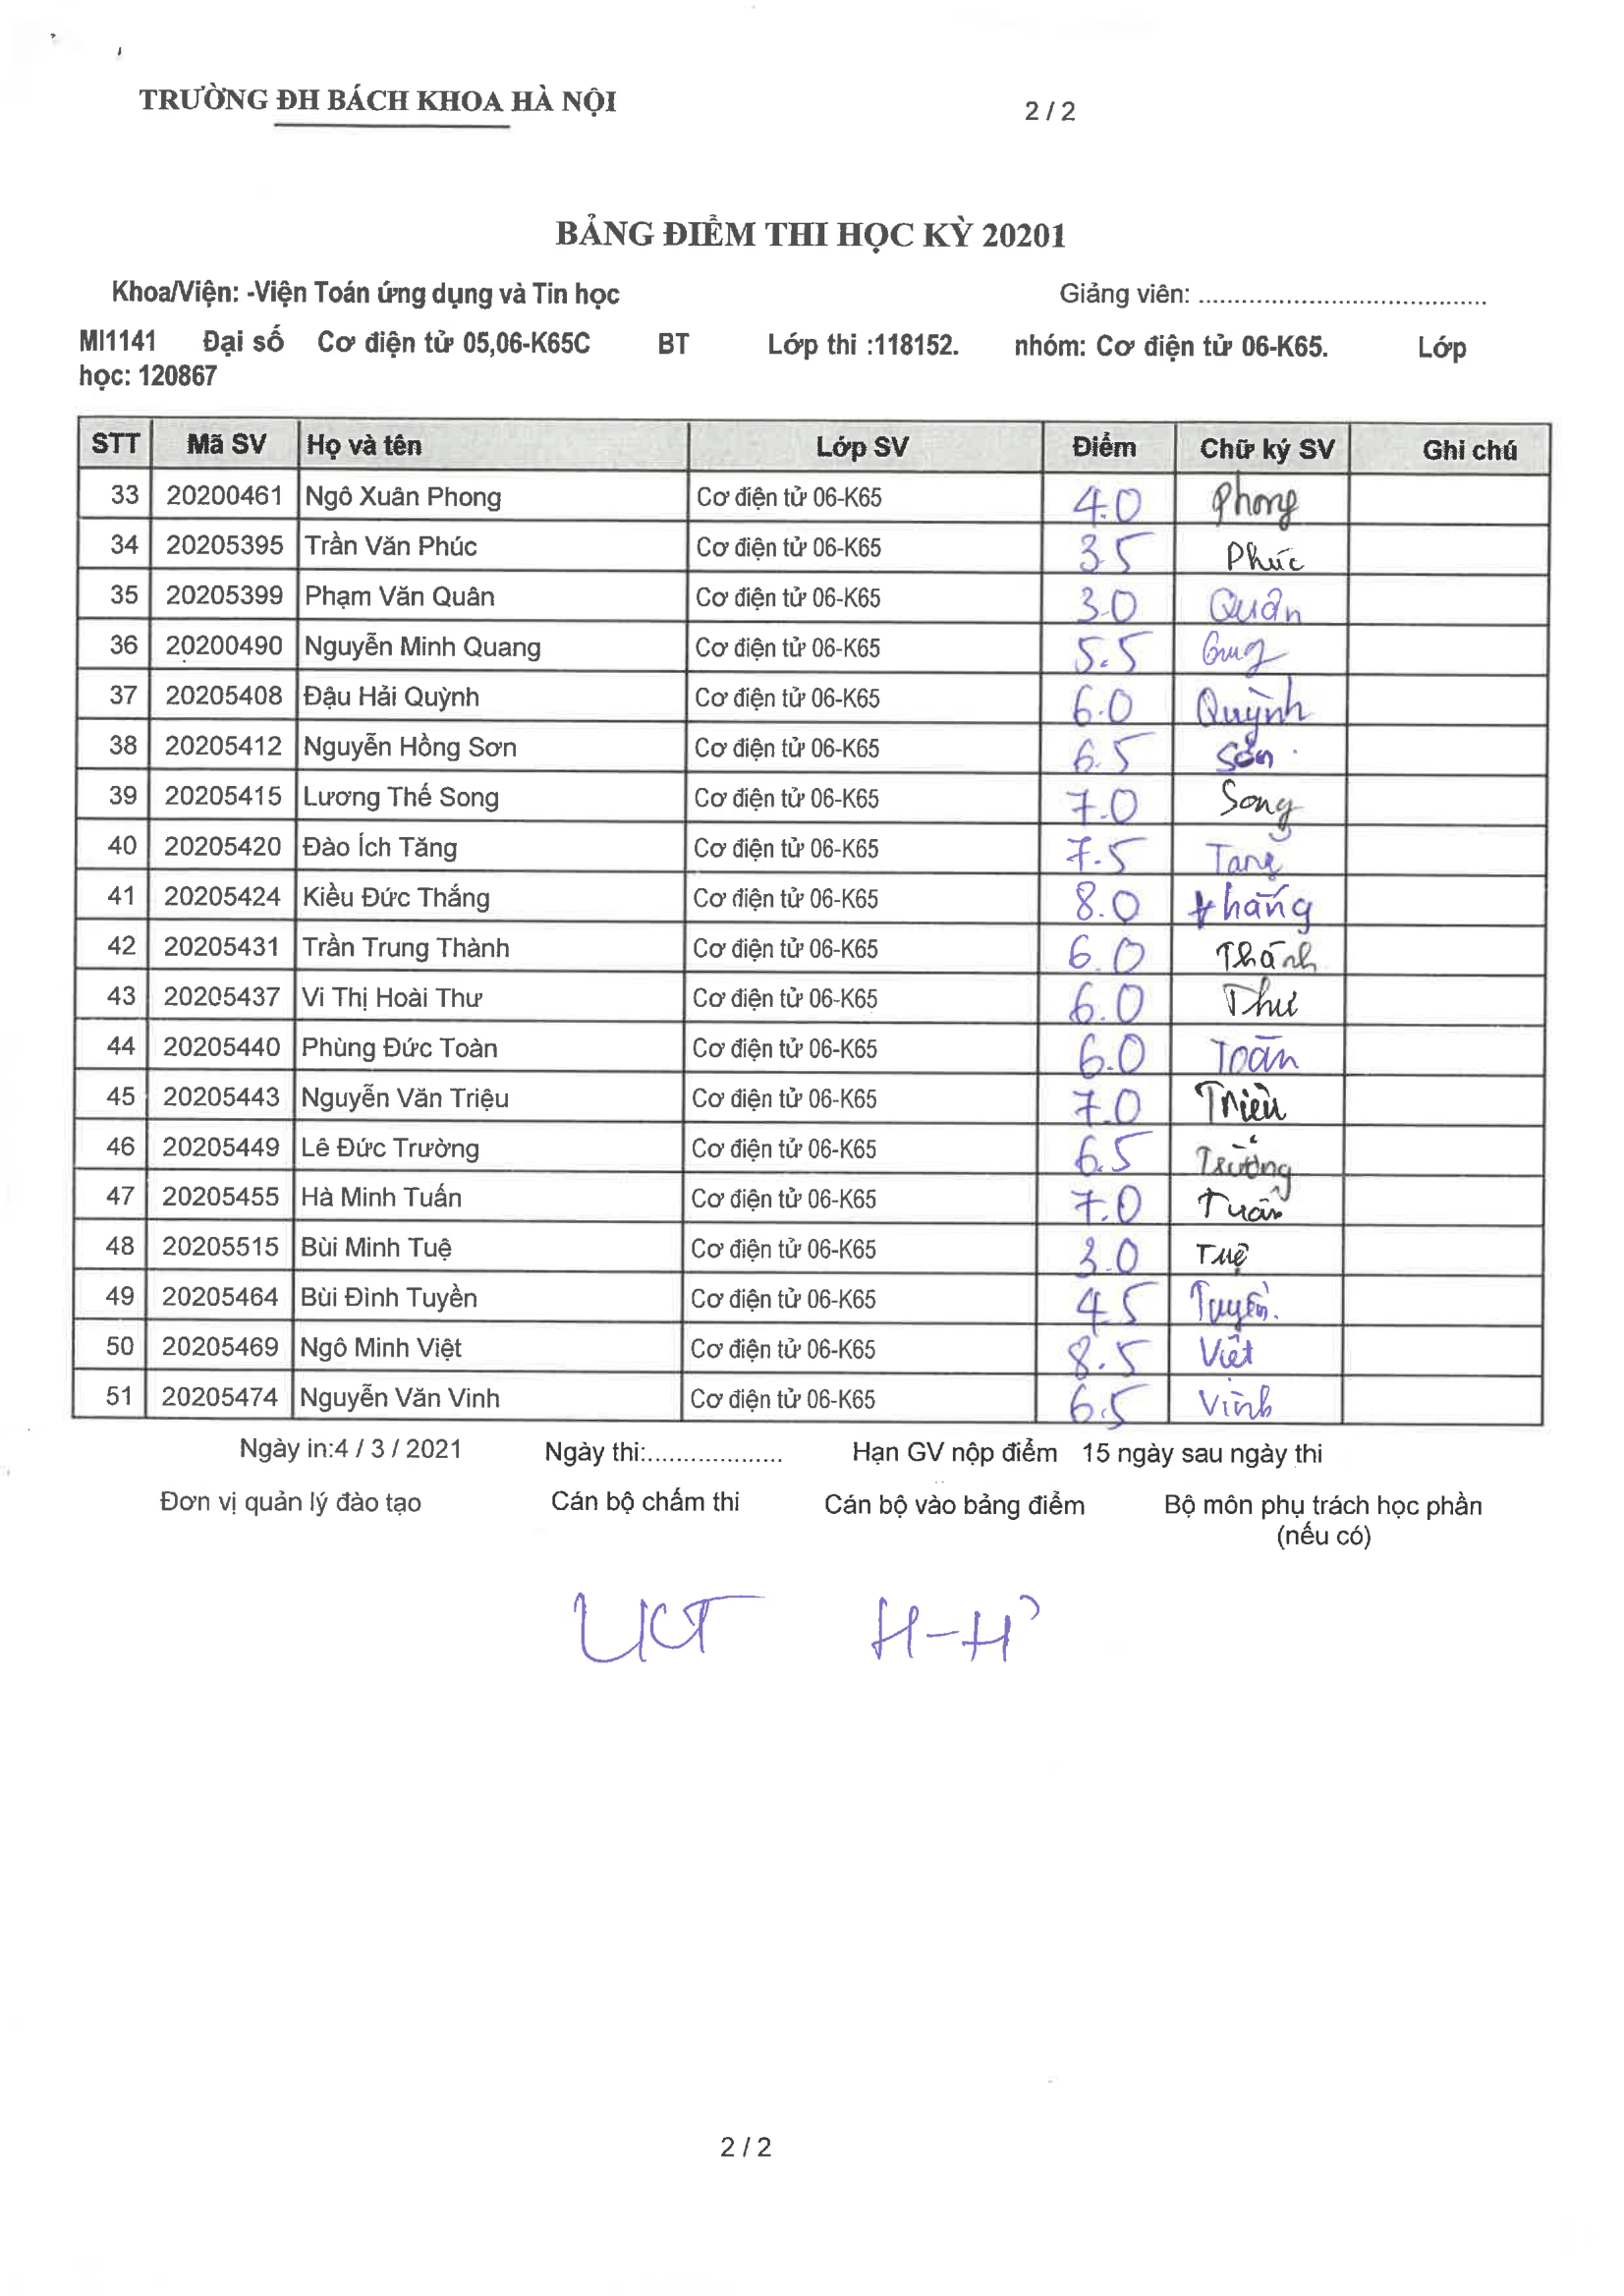 TRƯỜNG ĐH BÁCH KHOA HÀ NỘI 2 / 2
BẢNG ĐIỂM THI HỌC KỲ 20201
Khoa/Viện: -Viện Toán ứng dụng và Tin học Giảng viên: ........................................
MI1141 Đại số Cơ điện tử 05,06-K65C BT Lớp thi :118152. nhóm: Cơ điện tử 06-K65. Lớp
học: 120867
STT Mã SV Họ và tên Lớp SV Điểm Chữ ký SV Ghi chú
33 20200461 Ngô Xuân Phong Cơ điện tử 06-K65 4.0 Phong
34 20205395 Trần Văn Phúc Cơ điện tử 06-K65 3.5 Phúc
35 20205399 Phạm Văn Quân Cơ điện tử 06-K65 3.0 Quân
36 20200490 Nguyễn Minh Quang Cơ điện tử 06-K65 5.5
37 20205408 Đậu Hải Quỳnh Cơ điện tử 06-K65 6.0 Quỳnh
38 20205412 Nguyễn Hồng Sơn Cơ điện tử 06-K65 6.5 Sơn
39 20205415 Lương Thế Song Cơ điện tử 06-K65 7.0 Song
40 20205420 Đào Ích Tăng Cơ điện tử 06-K65 7.5 Tang
41 20205424 Kiều Đức Thắng Cơ điện tử 06-K65 8.0 thắng
42 20205431 Trần Trung Thành Cơ điện tử 06-K65 6.0 Thành
43 20205437 Vi Thị Hoài Thư Cơ điện tử 06-K65 6.0 Thư
44 20205440 Phùng Đức Toàn Cơ điện tử 06-K65 6.0 Toàn
45 20205443 Nguyễn Văn Triệu Cơ điện tử 06-K65 7.0 Triệu
46 20205449 Lê Đức Trường Cơ điện tử 06-K65 6.5 Trường
47 20205455 Hà Minh Tuấn Cơ điện tử 06-K65 7.0 Tuấn
48 20205515 Bùi Minh Tuệ Cơ điện tử 06-K65 3.0 Tuệ
49 20205464 Bùi Đình Tuyền Cơ điện tử 06-K65 4.5 Tuyền.
50 20205469 Ngô Minh Việt Cơ điện tử 06-K65 8.5 Việt
51 20205474 Nguyễn Văn Vinh Cơ điện tử 06-K65 6.5 Vinh
Ngày in:4 / 3 / 2021 Ngày thi:................... Hạn GV nộp điểm 15 ngày sau ngày thi
Đơn vị quản lý đào tạo Cán bộ chấm thi Cán bộ vào bảng điểm Bộ môn phụ trách học phần
(nếu có)
2 / 2